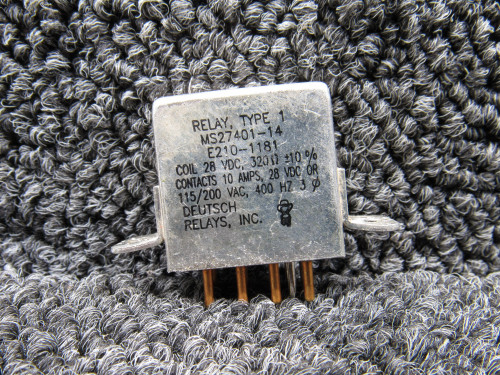 RELAY, TYPE 1
MS27401-14
E210-1181
COIL 28 VDC, 320Ω ±10%
CONTACTS 10 AMPS, 28 VDC OR
115/200 VAC, 400 HZ 3 Ø
DEUTSCH
RELAYS, INC.